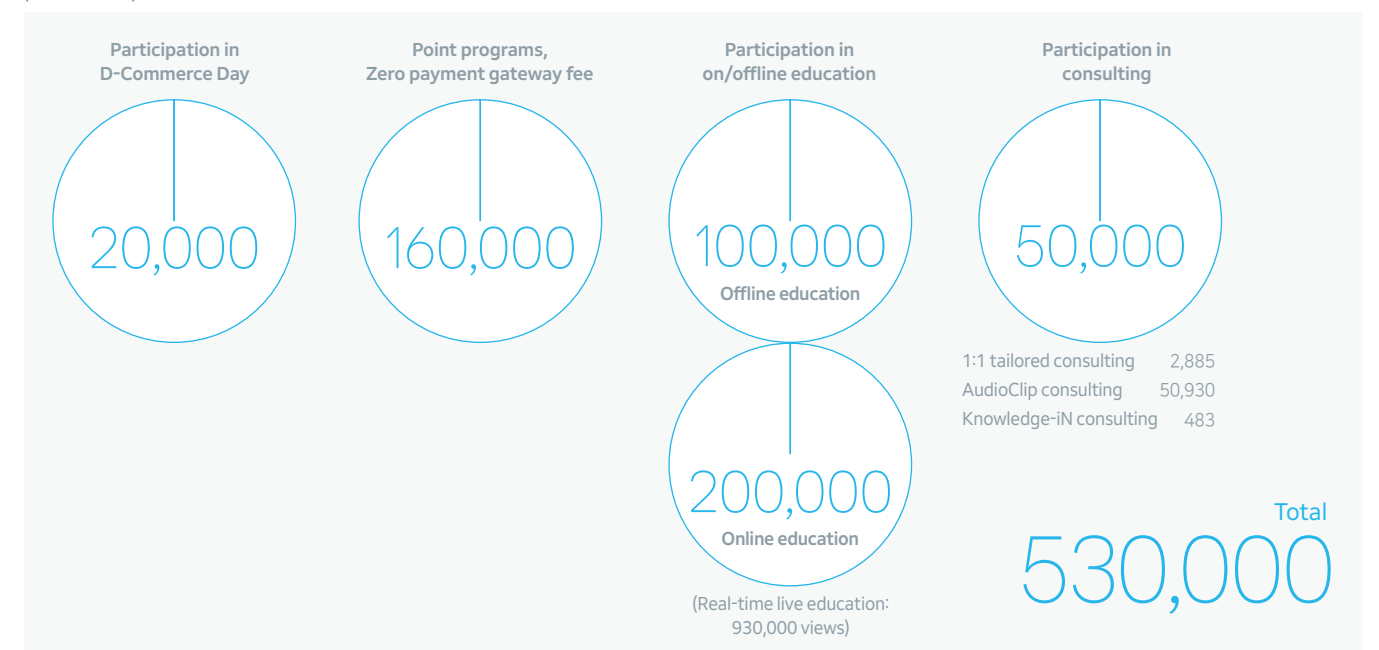 Participation in
D-Commerce Day
20,000
Point programs,
Zero payment gateway fee
160,000
Participation in
on/offline education
100,000
Offline education
200,000
Online education
(Real-time live education:
930,000 views)
Participation in
consulting
50,000
1:1 tailored consulting 2,885
AudioClip consulting 50,930
Knowledge-iN consulting 483
Total
530,000